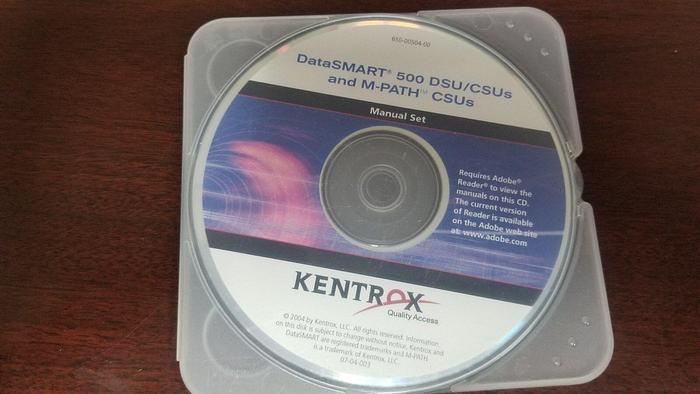 650-00504-00
DataSMART® 500 DSU/CSUs
and M-PATH™ CSUs
Manual Set
Requires Adobe®
Reader® to view the
manuals on this CD.
The current version
of Reader is available
on the Adobe web site
at: www.adobe.com
KENTROX
Quality Access
© 2004 by Kentrox, LLC. All rights reserved. Information
on this disk is subject to change without notice. Kentrox and
DataSMART are registered trademarks and M-PATH
is a trademark of Kentrox, LLC.
07-04-003